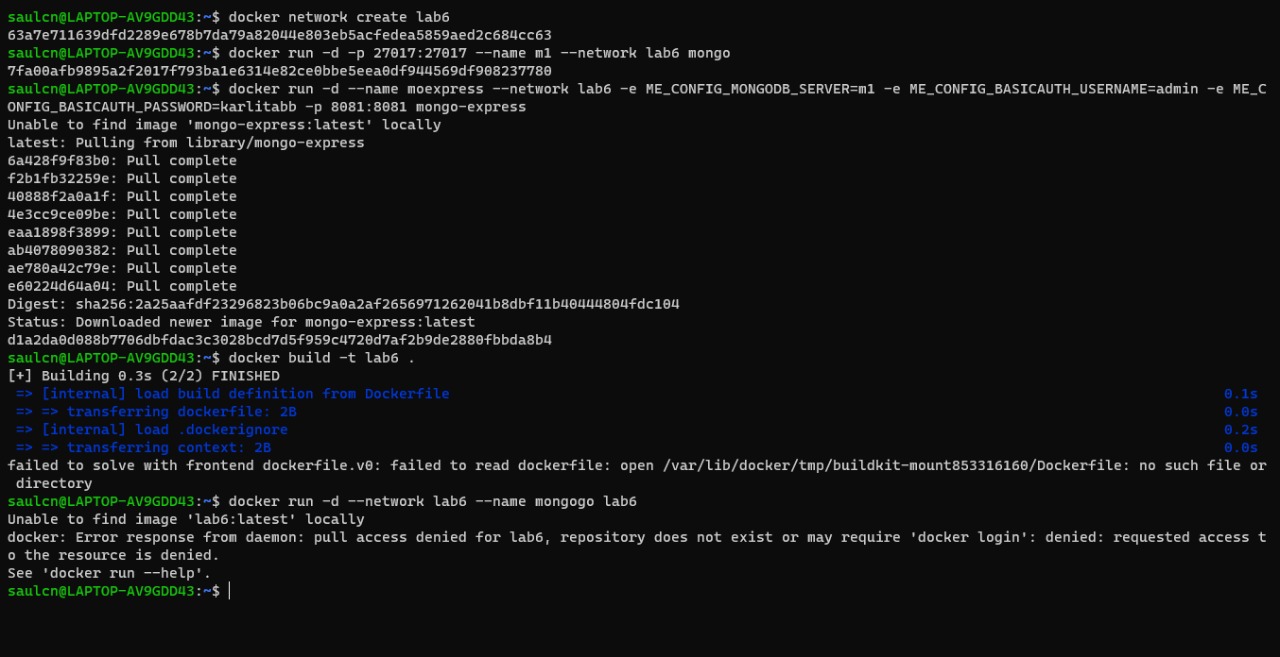 saulcn@LAPTOP-AV9GDD43:~$ docker network create lab6
63a7e711639dfd2289e678b7da79a82044e803eb5acfedea5859aed2c684cc63
saulcn@LAPTOP-AV9GDD43:~$ docker run -d -p 27017:27017 --name m1 --network lab6 mongo
7fa00afb9895a2f2017f793ba1e6314e82ce0bbe5eea0df944569df908237780
saulcn@LAPTOP-AV9GDD43:~$ docker run -d --name moexpress --network lab6 -e ME_CONFIG_MONGODB_SERVER=m1 -e ME_CONFIG_BASICAUTH_USERNAME=admin -e ME_C
ONFIG_BASICAUTH_PASSWORD=karlitabb -p 8081:8081 mongo-express
Unable to find image 'mongo-express:latest' locally
latest: Pulling from library/mongo-express
6a428f9f83b0: Pull complete
f2b1fb32259e: Pull complete
40888f2a0a1f: Pull complete
4e3cc9ce09be: Pull complete
eaa1898f3899: Pull complete
ab4078090382: Pull complete
ae780a42c79e: Pull complete
e60224d64a04: Pull complete
Digest: sha256:2a25aafdf23296823b06bc9a0a2af2656971262041b8dbf11b40444804fdc104
Status: Downloaded newer image for mongo-express:latest
d1a2da0d088b7706dbfdac3c3028bcd7d5f959c4720d7af2b9de2880fbbda8b4
saulcn@LAPTOP-AV9GDD43:~$ docker build -t lab6 .
[+] Building 0.3s (2/2) FINISHED
=> [internal] load build definition from Dockerfile 0.1s
=> => transferring dockerfile: 2B 0.0s
=> [internal] load .dockerignore 0.2s
=> => transferring context: 2B 0.0s
failed to solve with frontend dockerfile.v0: failed to read dockerfile: open /var/lib/docker/tmp/buildkit-mount853316160/Dockerfile: no such file or
directory
saulcn@LAPTOP-AV9GDD43:~$ docker run -d --network lab6 --name mongogo lab6
Unable to find image 'lab6:latest' locally
docker: Error response from daemon: pull access denied for lab6, repository does not exist or may require 'docker login': denied: requested access t
o the resource is denied.
See 'docker run --help'.
saulcn@LAPTOP-AV9GDD43:~$